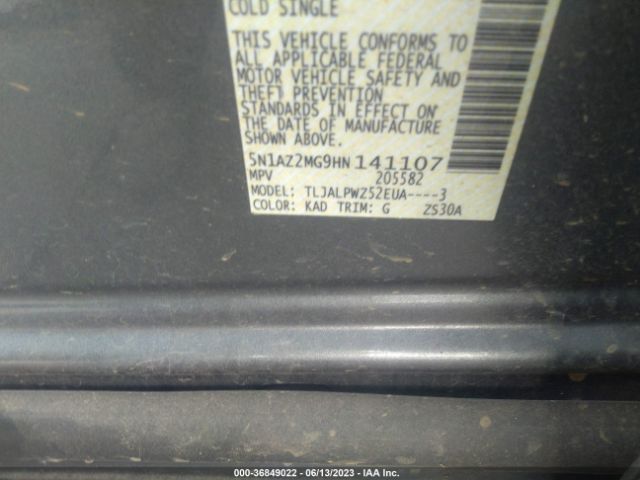 COLD SINGLE
THIS VEHICLE CONFORMS TO
ALL APPLICABLE FEDERAL
MOTOR VEHICLE SAFETY AND
THEFT PREVENTION
STANDARDS IN EFFECT ON
THE DATE OF MANUFACTURE
SHOWN ABOVE.
5N1AZ2MG9HN141107
MPV 205582
MODEL: TLJALPWZ52EUA----3
COLOR: KAD TRIM: G ZS30A
000-36849022 - 06/13/2023 - IAA Inc.